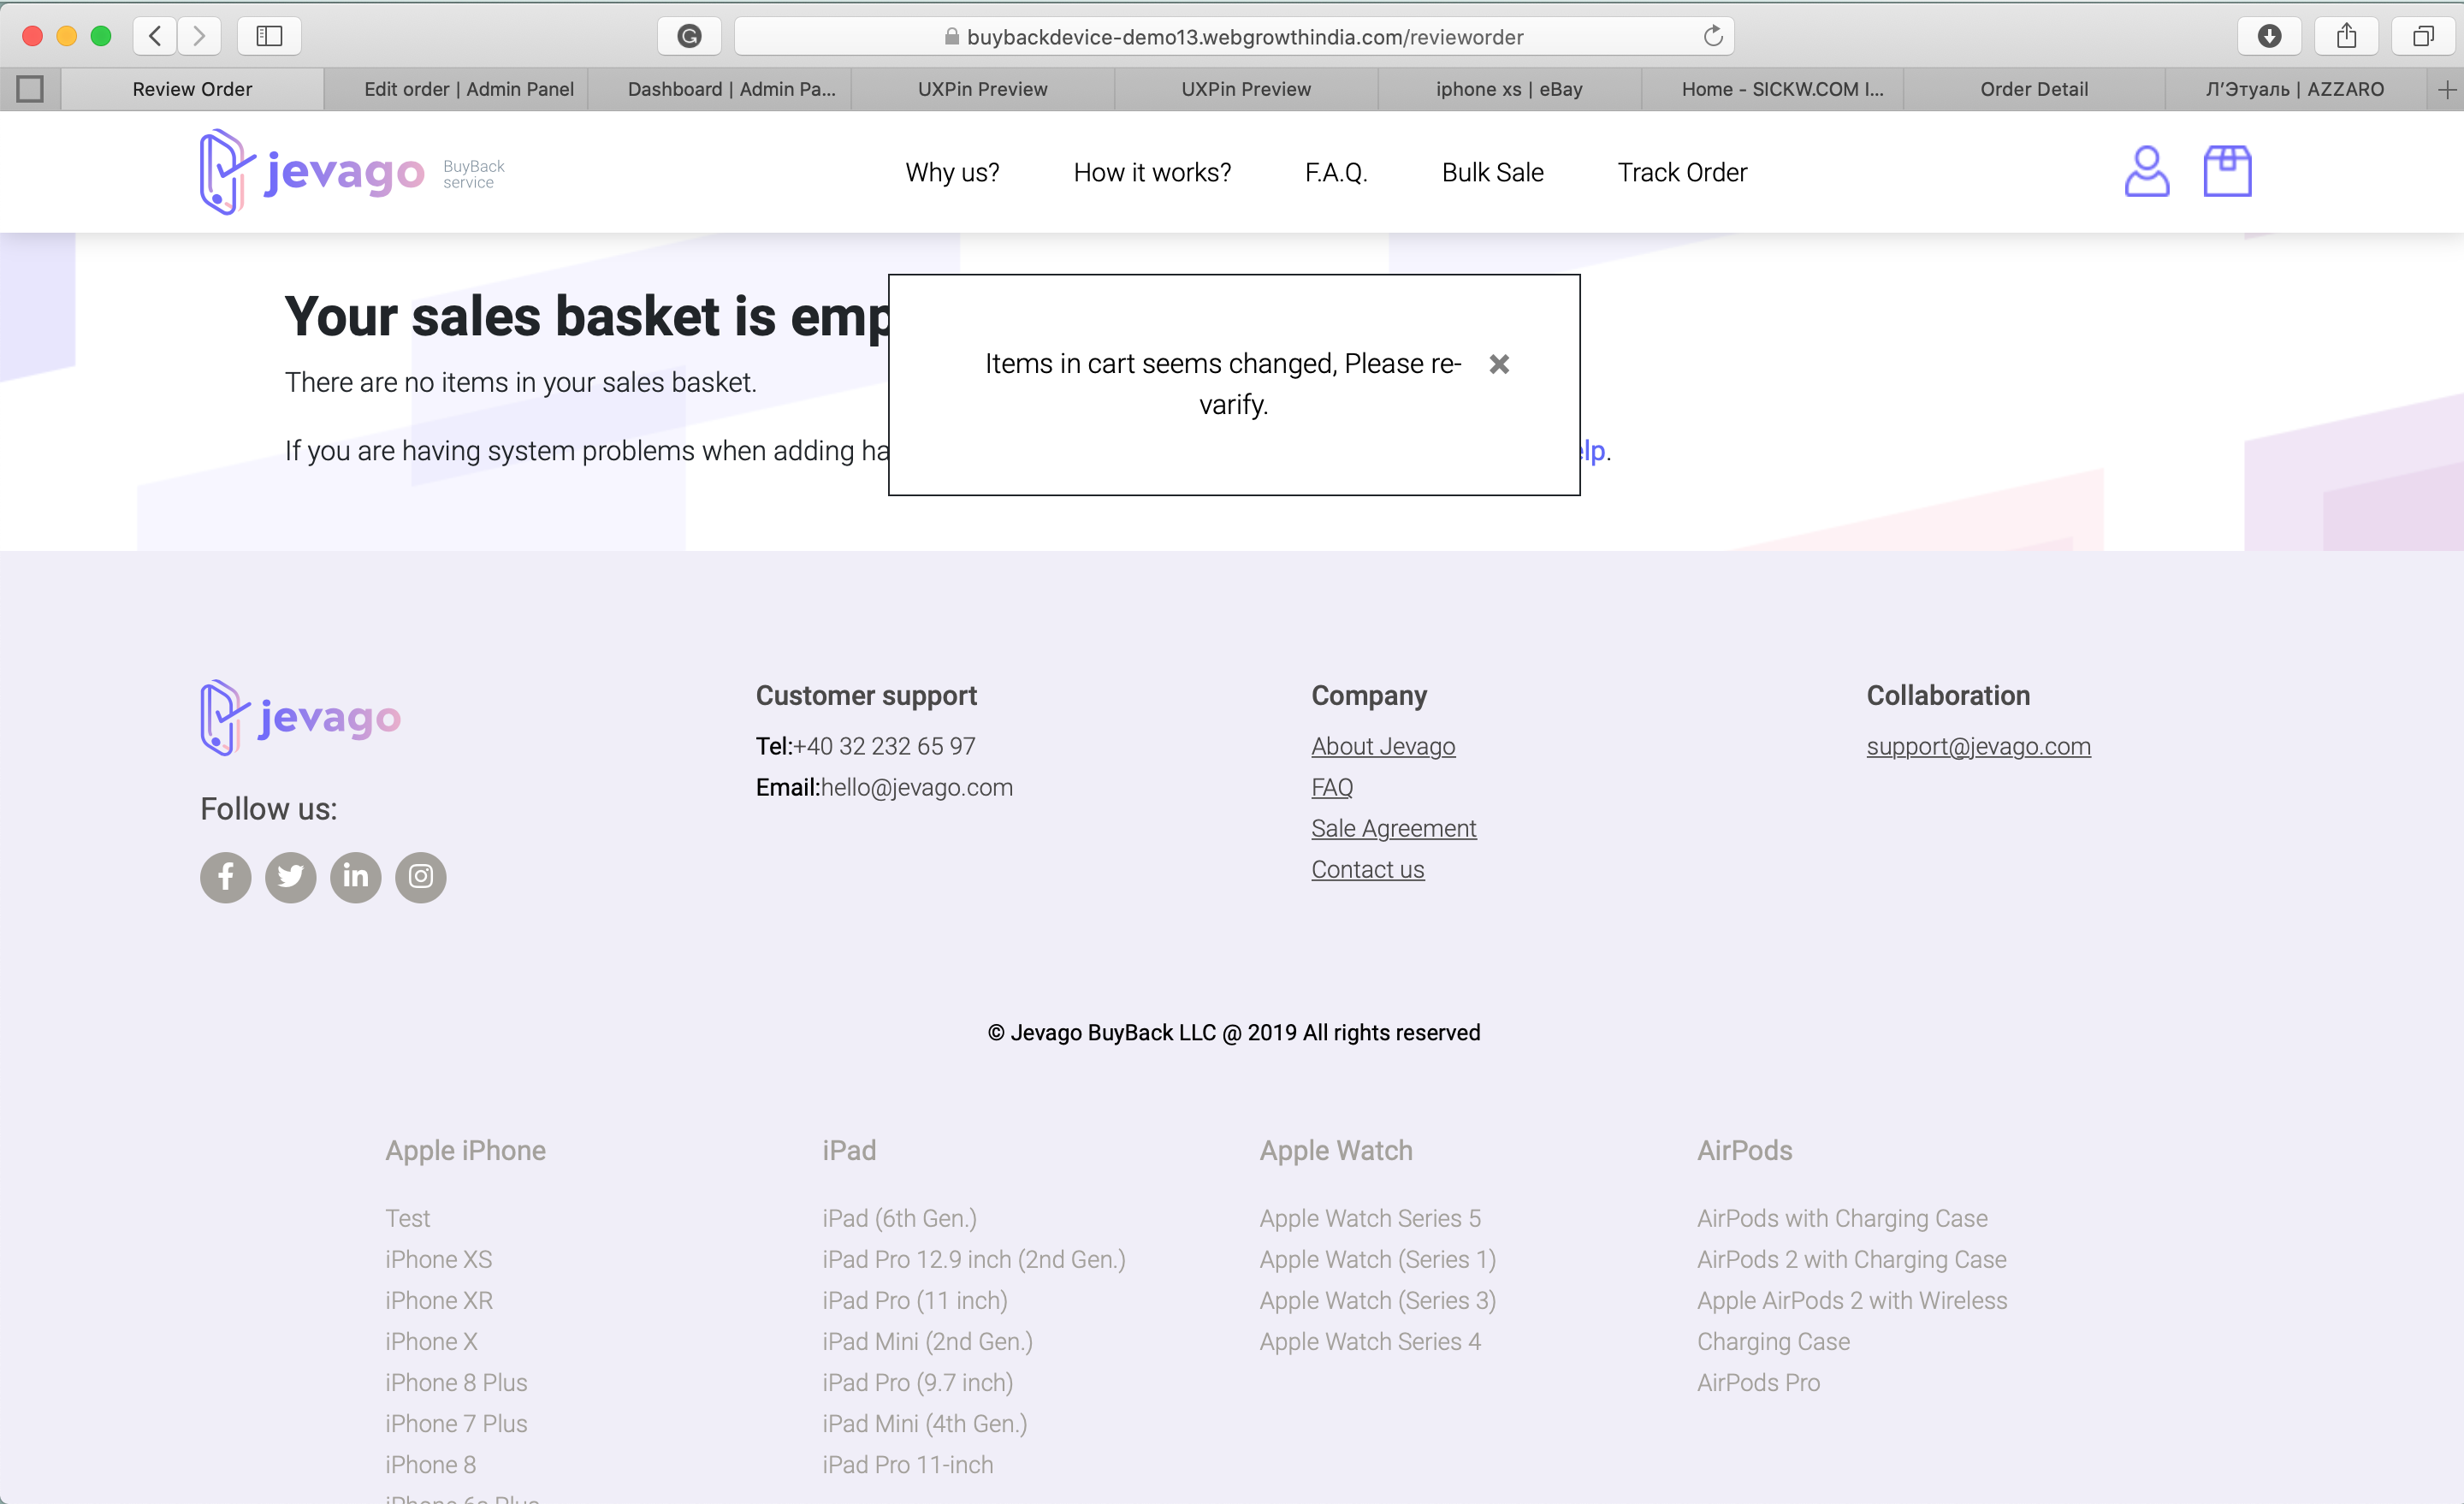 buybackdevice-demo13.webgrowthindia.com/revieworder
Review Order
Edit order | Admin Panel
Dashboard | Admin Pa...
UXPin Preview
UXPin Preview
iphone xs | eBay
Home - SICKW.COM I...
Order Detail
Л’Этуаль | AZZARO
jevago
BuyBack
service
Why us?
How it works?
F.A.Q.
Bulk Sale
Track Order
Your sales basket is emp
There are no items in your sales basket.
If you are having system problems when adding ha
elp.
Items in cart seems changed, Please re-
varify.
jevago
Follow us:
Customer support
Tel:+40 32 232 65 97
Email:hello@jevago.com
Company
About Jevago
FAQ
Sale Agreement
Contact us
Collaboration
support@jevago.com
© Jevago BuyBack LLC @ 2019 All rights reserved
Apple iPhone
Test
iPhone XS
iPhone XR
iPhone X
iPhone 8 Plus
iPhone 7 Plus
iPhone 8
iPhone 6s Plus
iPad
iPad (6th Gen.)
iPad Pro 12.9 inch (2nd Gen.)
iPad Pro (11 inch)
iPad Mini (2nd Gen.)
iPad Pro (9.7 inch)
iPad Mini (4th Gen.)
iPad Pro 11-inch
Apple Watch
Apple Watch Series 5
Apple Watch (Series 1)
Apple Watch (Series 3)
Apple Watch Series 4
AirPods
AirPods with Charging Case
AirPods 2 with Charging Case
Apple AirPods 2 with Wireless
Charging Case
AirPods Pro